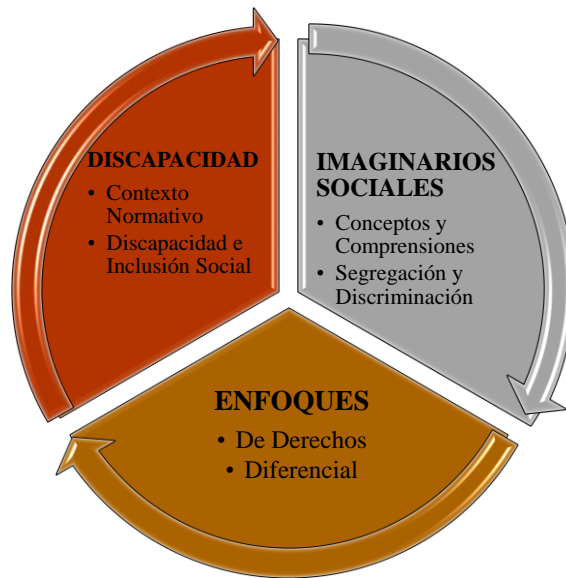 DISCAPACIDAD
• Contexto
Normativo
• Discapacidad e
Inclusión Social
IMAGINARIOS
SOCIALES
• Conceptos y
Comprensiones
• Segregación y
Discriminación
ENFOQUES
• De Derechos
• Diferencial